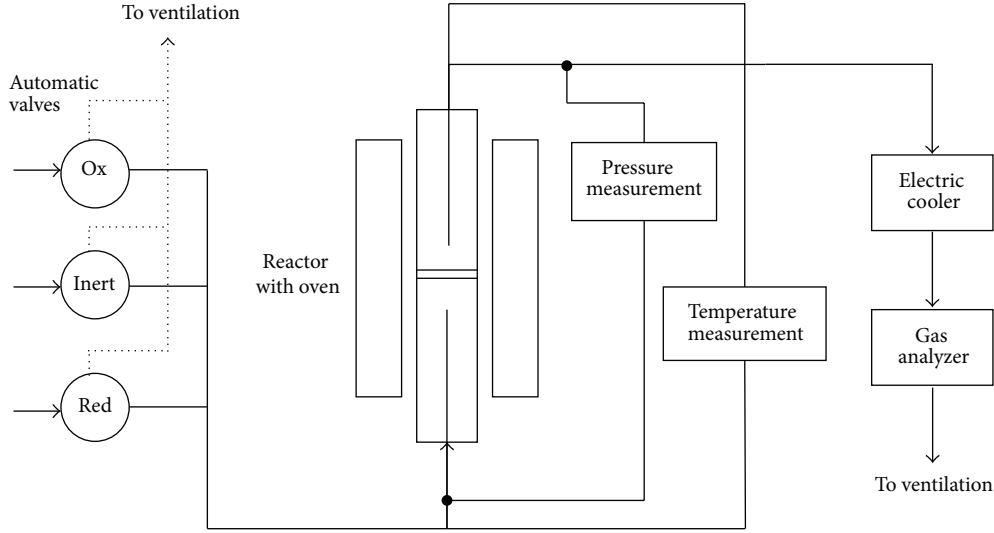 To ventilation
Automatic
valves
Ox
Inert
Red
Reactor
with oven
Pressure
measurement
Temperature
measurement
Electric
cooler
Gas
analyzer
To ventilation